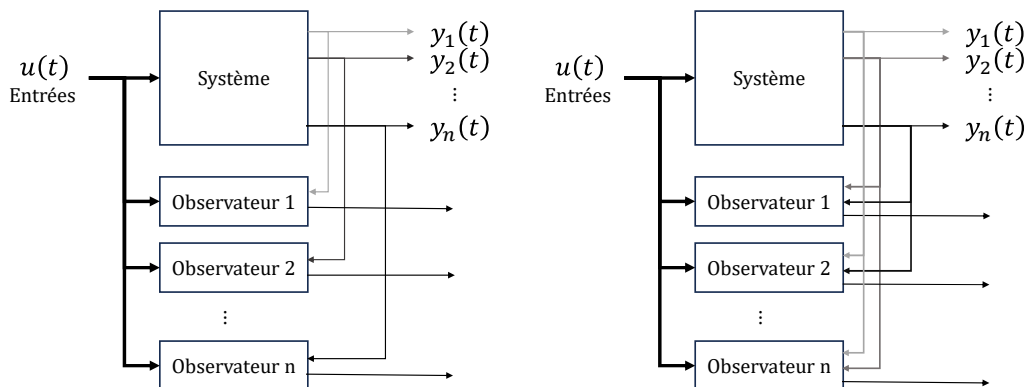 y₁(t)
u(t)
Entrées
Système
y₂(t)
⋮
yₙ(t)
Observateur 1
Observateur 2
⋮
Observateur n
y₁(t)
u(t)
Entrées
Système
y₂(t)
⋮
yₙ(t)
Observateur 1
Observateur 2
⋮
Observateur n